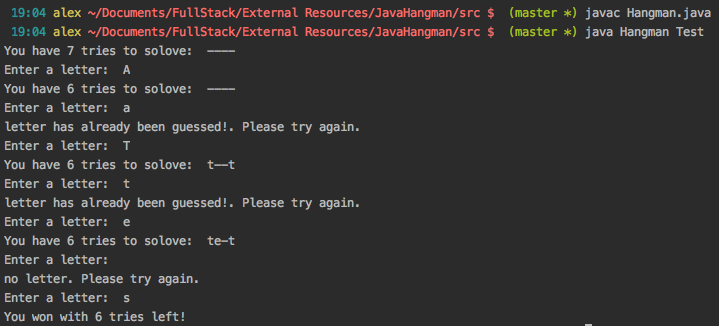 19:04 alex ~/Documents/FullStack/External Resources/JavaHangman/src $  (master *) javac Hangman.java
19:04 alex ~/Documents/FullStack/External Resources/JavaHangman/src $  (master *) java Hangman Test
You have 7 tries to solove:  ----
Enter a letter:  A
You have 6 tries to solove:  ----
Enter a letter:  a
letter has already been guessed!. Please try again.
Enter a letter:  T
You have 6 tries to solove:  t--t
Enter a letter:  t
letter has already been guessed!. Please try again.
Enter a letter:  e
You have 6 tries to solove:  te-t
Enter a letter:
no letter. Please try again.
Enter a letter:  s
You won with 6 tries left!